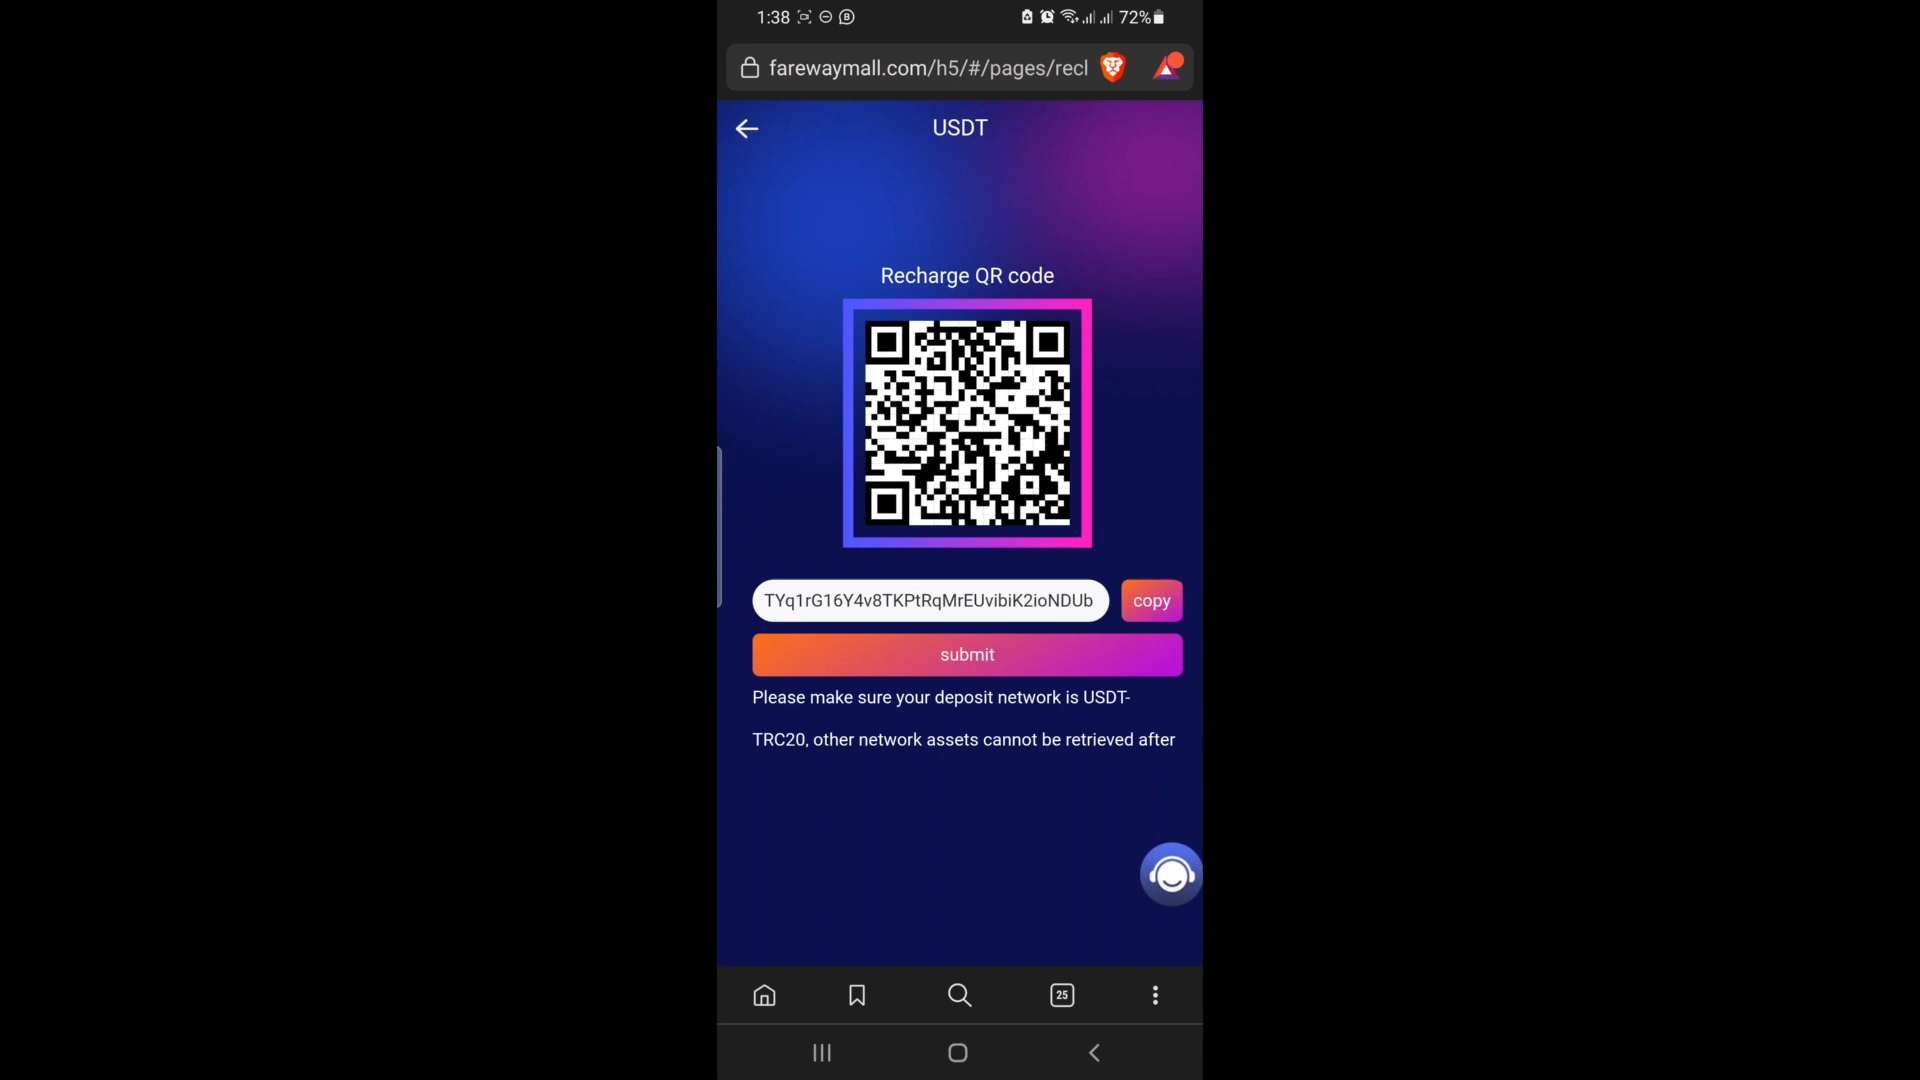 1:38
72%
farewaymall.com/h5/#/pages/recl
USDT
Recharge QR code
TYq1rG16Y4v8TKPtRqMrEUvibiK2ioNDUb
copy
submit
Please make sure your deposit network is USDT-
TRC20, other network assets cannot be retrieved after
25